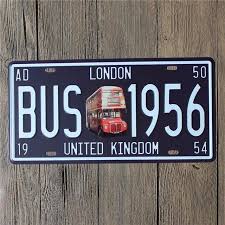 AD LONDON 50
BUS 1956
19 UNITED KINGDOM 54